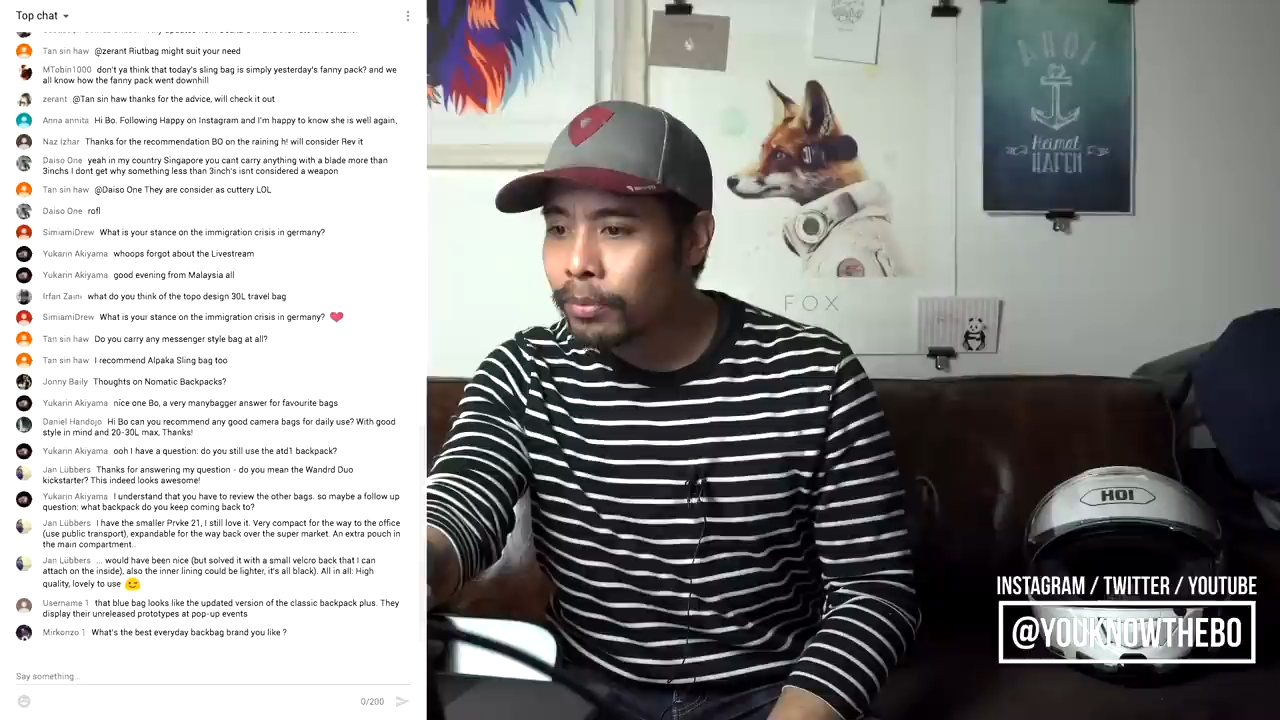 Top chat
Tan sin haw @zerant Riutbag might suit your need
MTobin1000 don't ya think that today's sling bag is simply yesterday's fanny pack? and we
all know how the fanny pack went downhill
zerant @Tan sin haw thanks for the advice, will check it out
Anna annita Hi Bo. Following Happy on Instagram and I'm happy to know she is well again.
Naz Izhar Thanks for the recommendation BO on the raining h! will consider Rev it
Daiso One yeah in my country Singapore you cant carry anything with a blade more than
3inchs I dont get why something less than 3inch's isnt considered a weapon
Tan sin haw @Daiso One They are consider as cuttery LOL
Daiso One rofl
SimiamiDrew What is your stance on the immigration crisis in germany?
Yukarin Akiyama whoops forgot about the Livestream
Yukarin Akiyama good evening from Malaysia all
Irfan Zaini what do you think of the topo design 30L travel bag
SimiamiDrew What is your stance on the immigration crisis in germany?
Tan sin haw Do you carry any messenger style bag at all?
Tan sin haw I recommend Alpaka Sling bag too
Jonny Baily Thoughts on Nomatic Backpacks?
Yukarin Akiyama nice one Bo, a very manybagger answer for favourite bags
Daniel Handojo Hi Bo can you recommend any good camera bags for daily use? With good
style in mind and 20-30L max, Thanks!
Yukarin Akiyama ooh I have a question: do you still use the atd1 backpack?
Jan Lübbers Thanks for answering my question - do you mean the Wandrd Duo
kickstarter? This indeed looks awesome!
Yukarin Akiyama I understand that you have to review the other bags. so maybe a follow up
question: what backpack do you keep coming back to?
Jan Lübbers I have the smaller Prvke 21, I still love it. Very compact for the way to the office
(use public transport), expandable for the way back over the super market. An extra pouch in
the main compartment..
Jan Lübbers ... would have been nice (but solved it with a small velcro back that I can
attach on the inside), also the inner lining could be lighter, it's all black). All in all: High
quality, lovely to use
Username 1 that blue bag looks like the updated version of the classic backpack plus. They
display their unreleased prototypes at pop-up events
Mirkonzo 1 What's the best everyday backbag brand you like ?
Say something...
0/200
AHOI
Heimat
HAFEN
FOX
HOI
INSTAGRAM / TWITTER / YOUTUBE
@YOUKNOWTHEBO